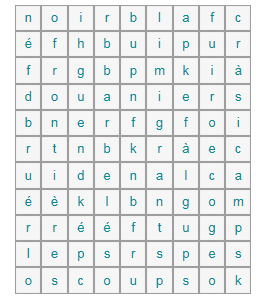 n o i r b l a f c
é f h b u i p u r
f r g b p m k i à
d o u a n i e r s
b n e r f g f o i
r t n b k r à e c
u i d e n a l c a
é è k l b n g o m
r r é é f t u g p
l e p s r s p e s
o s c o u p s o k